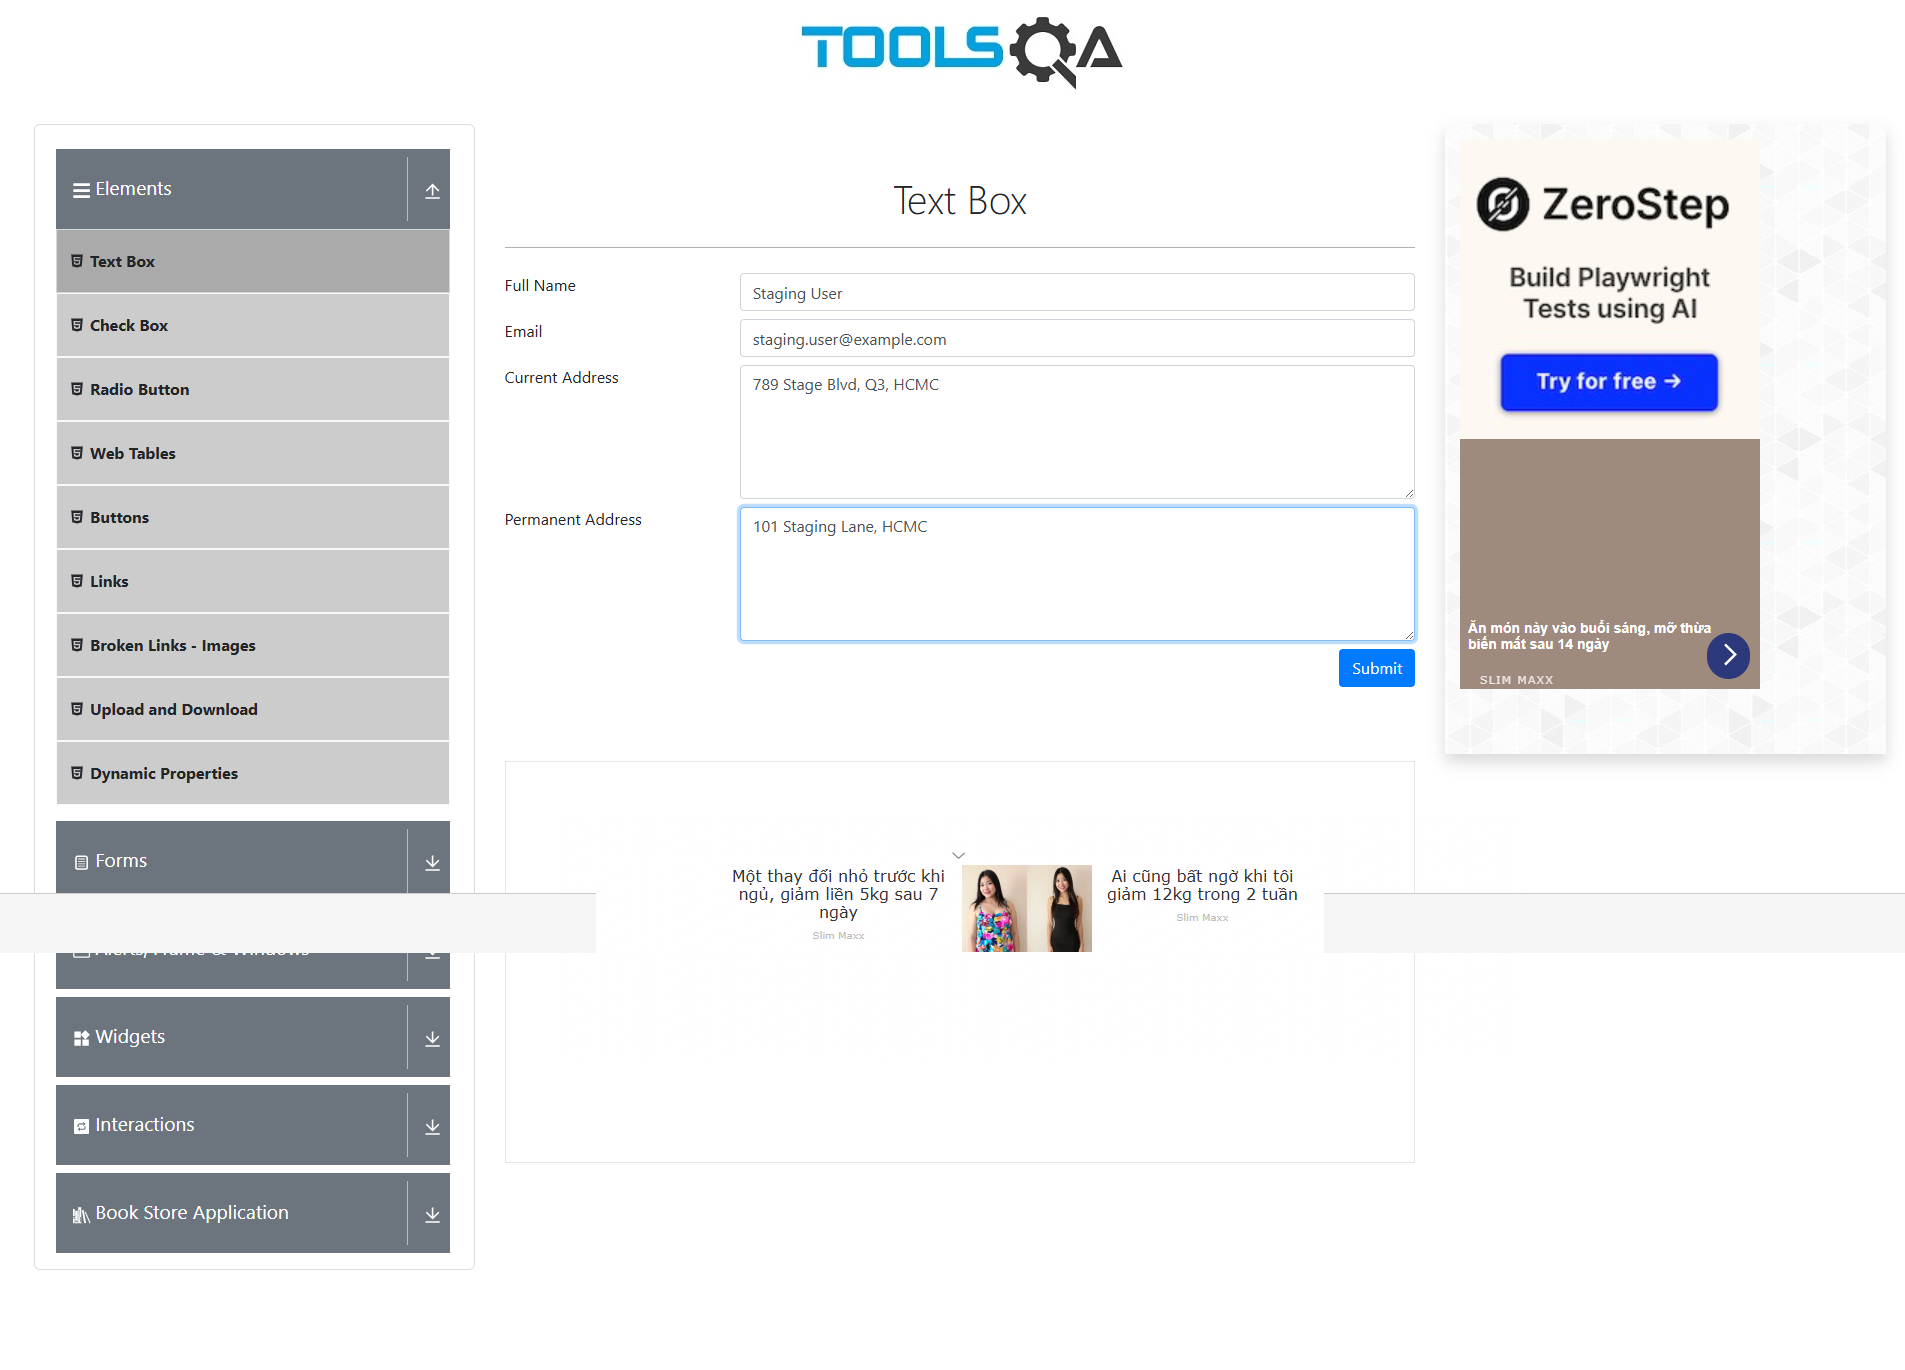 TOOLSQA
Elements
Text Box
Check Box
Radio Button
Web Tables
Buttons
Links
Broken Links - Images
Upload and Download
Dynamic Properties
Forms
Alerts, Frame & Windows
Widgets
Interactions
Book Store Application
Text Box
Full Name
Staging User
Email
staging.user@example.com
Current Address
789 Stage Blvd, Q3, HCMC
Permanent Address
101 Staging Lane, HCMC
Submit
Một thay đổi nhỏ trước khi
ngủ, giảm liền 5kg sau 7
ngày
Slim Maxx
Ai cũng bất ngờ khi tôi
giảm 12kg trong 2 tuần
Slim Maxx
ZeroStep
Build Playwright
Tests using AI
Try for free →
Ăn món này vào buổi sáng, mỡ thừa
biến mất sau 14 ngày
SLIM MAXX